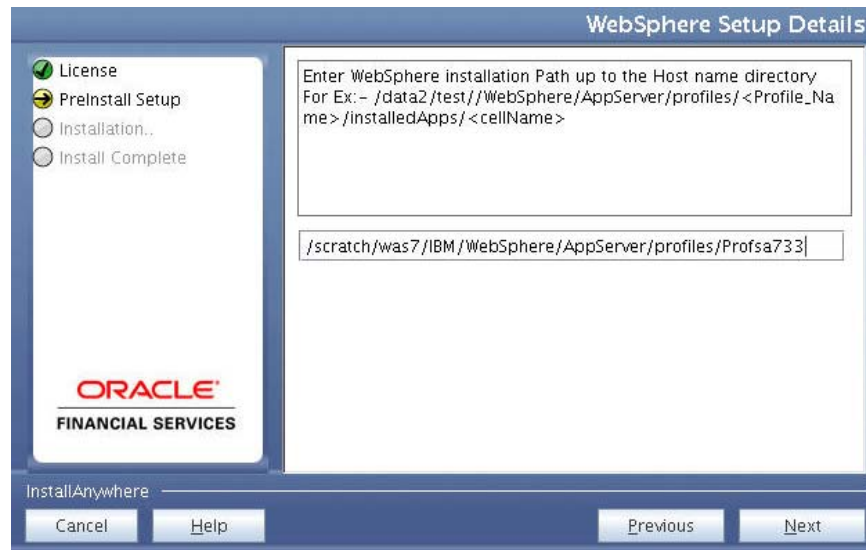 WebSphere Setup Details
License
PreInstall Setup
Installation..
Install Complete
Enter WebSphere installation Path up to the Host name directory
For Ex:- /data2/test//WebSphere/AppServer/profiles/<Profile_Na
me>/installedApps/<cellName>
/scratch/was7/IBM/WebSphere/AppServer/profiles/Profsa733
ORACLE
FINANCIAL SERVICES
InstallAnywhere
Cancel
Help
Previous
Next